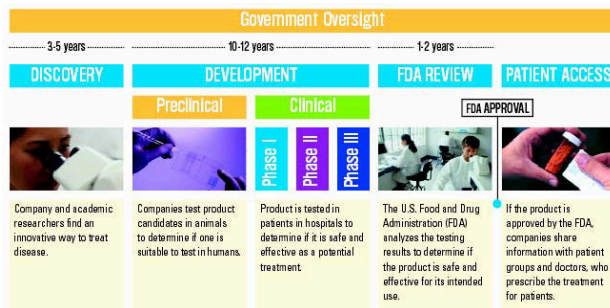 Government Oversight
3-5 years
10-12 years
1-2 years
DISCOVERY
DEVELOPMENT
FDA REVIEW
PATIENT ACCESS
Preclinical
Clinical
FDA APPROVAL
Phase I
Phase II
Phase III
Company and academic
researchers find an
innovative way to treat
disease.
Companies test product
candidates in animals
to determine if one is
suitable to test in humans.
Product is tested in
patients in hospitals to
determine if it is safe and
effective as a potential
treatment.
The U.S. Food and Drug
Administration (FDA)
analyzes the testing
results to determine if
the product is safe and
effective for its intended
use.
If the product is
approved by the FDA,
companies share
information with patient
groups and doctors, who
prescribe the treatment
for patients.